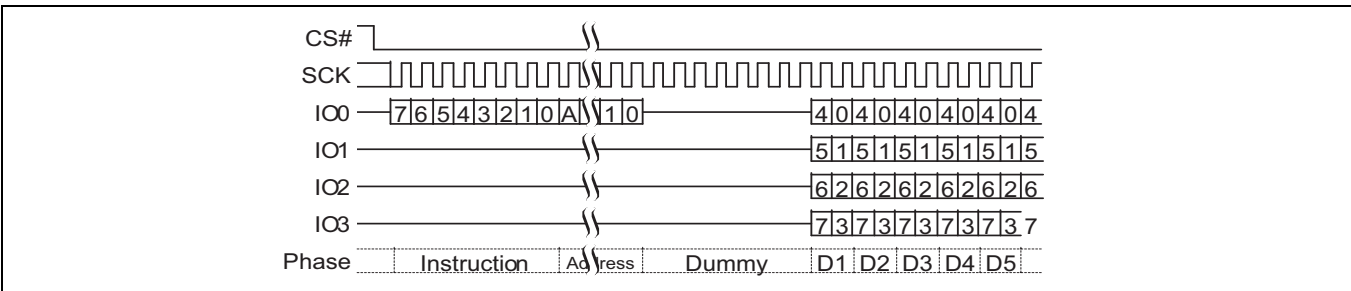 CS#
SCK
IO0 7 6 5 4 3 2 1 0 A 1 0 4 0 4 0 4 0 4 0 4 0 4
IO1 5 1 5 1 5 1 5 1 5 1 5
IO2 6 2 6 2 6 2 6 2 6 2 6
IO3 7 3 7 3 7 3 7 3 7 3 7
Phase Instruction Address Dummy D1 D2 D3 D4 D5